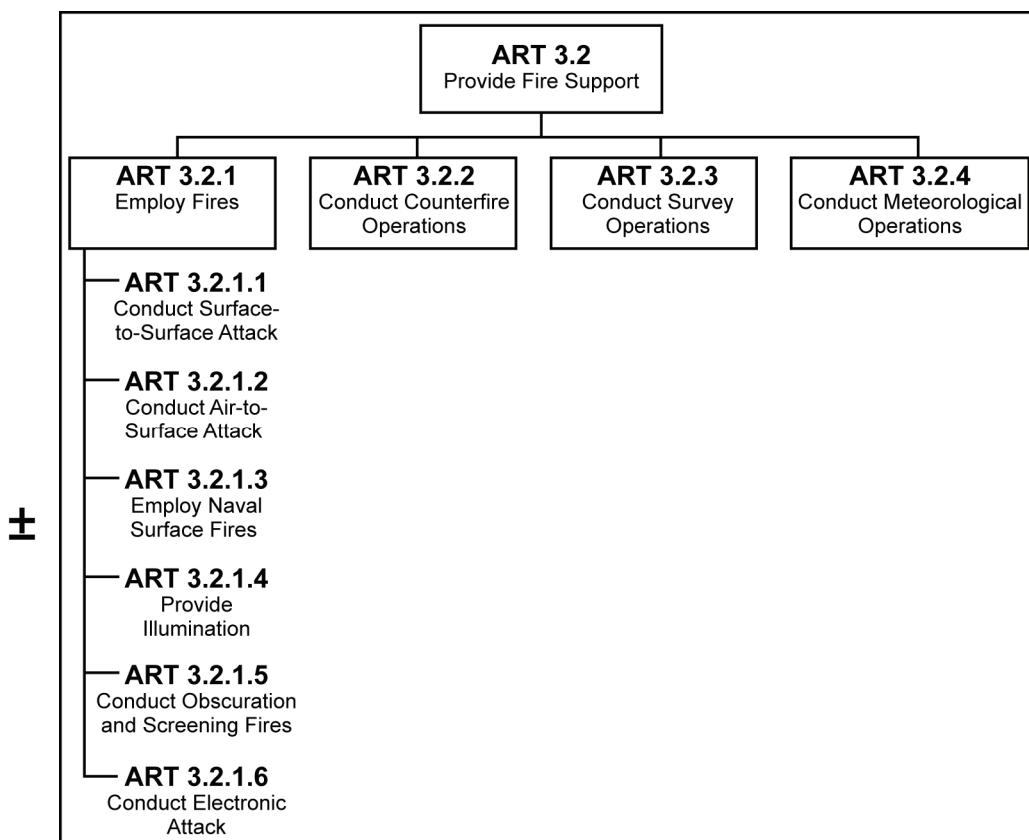 ART 3.2
Provide Fire Support
ART 3.2.1
Employ Fires
ART 3.2.2
Conduct Counterfire
Operations
ART 3.2.3
Conduct Survey
Operations
ART 3.2.4
Conduct Meteorological
Operations
ART 3.2.1.1
Conduct Surface-
to-Surface Attack
ART 3.2.1.2
Conduct Air-to-
Surface Attack
ART 3.2.1.3
Employ Naval
Surface Fires
±
ART 3.2.1.4
Provide
Illumination
ART 3.2.1.5
Conduct Obscuration
and Screening Fires
ART 3.2.1.6
Conduct Electronic
Attack